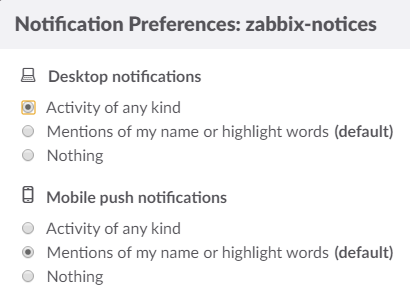 Notification Preferences: zabbix-notices
Desktop notifications
Activity of any kind
Mentions of my name or highlight words (default)
Nothing
Mobile push notifications
Activity of any kind
Mentions of my name or highlight words (default)
Nothing